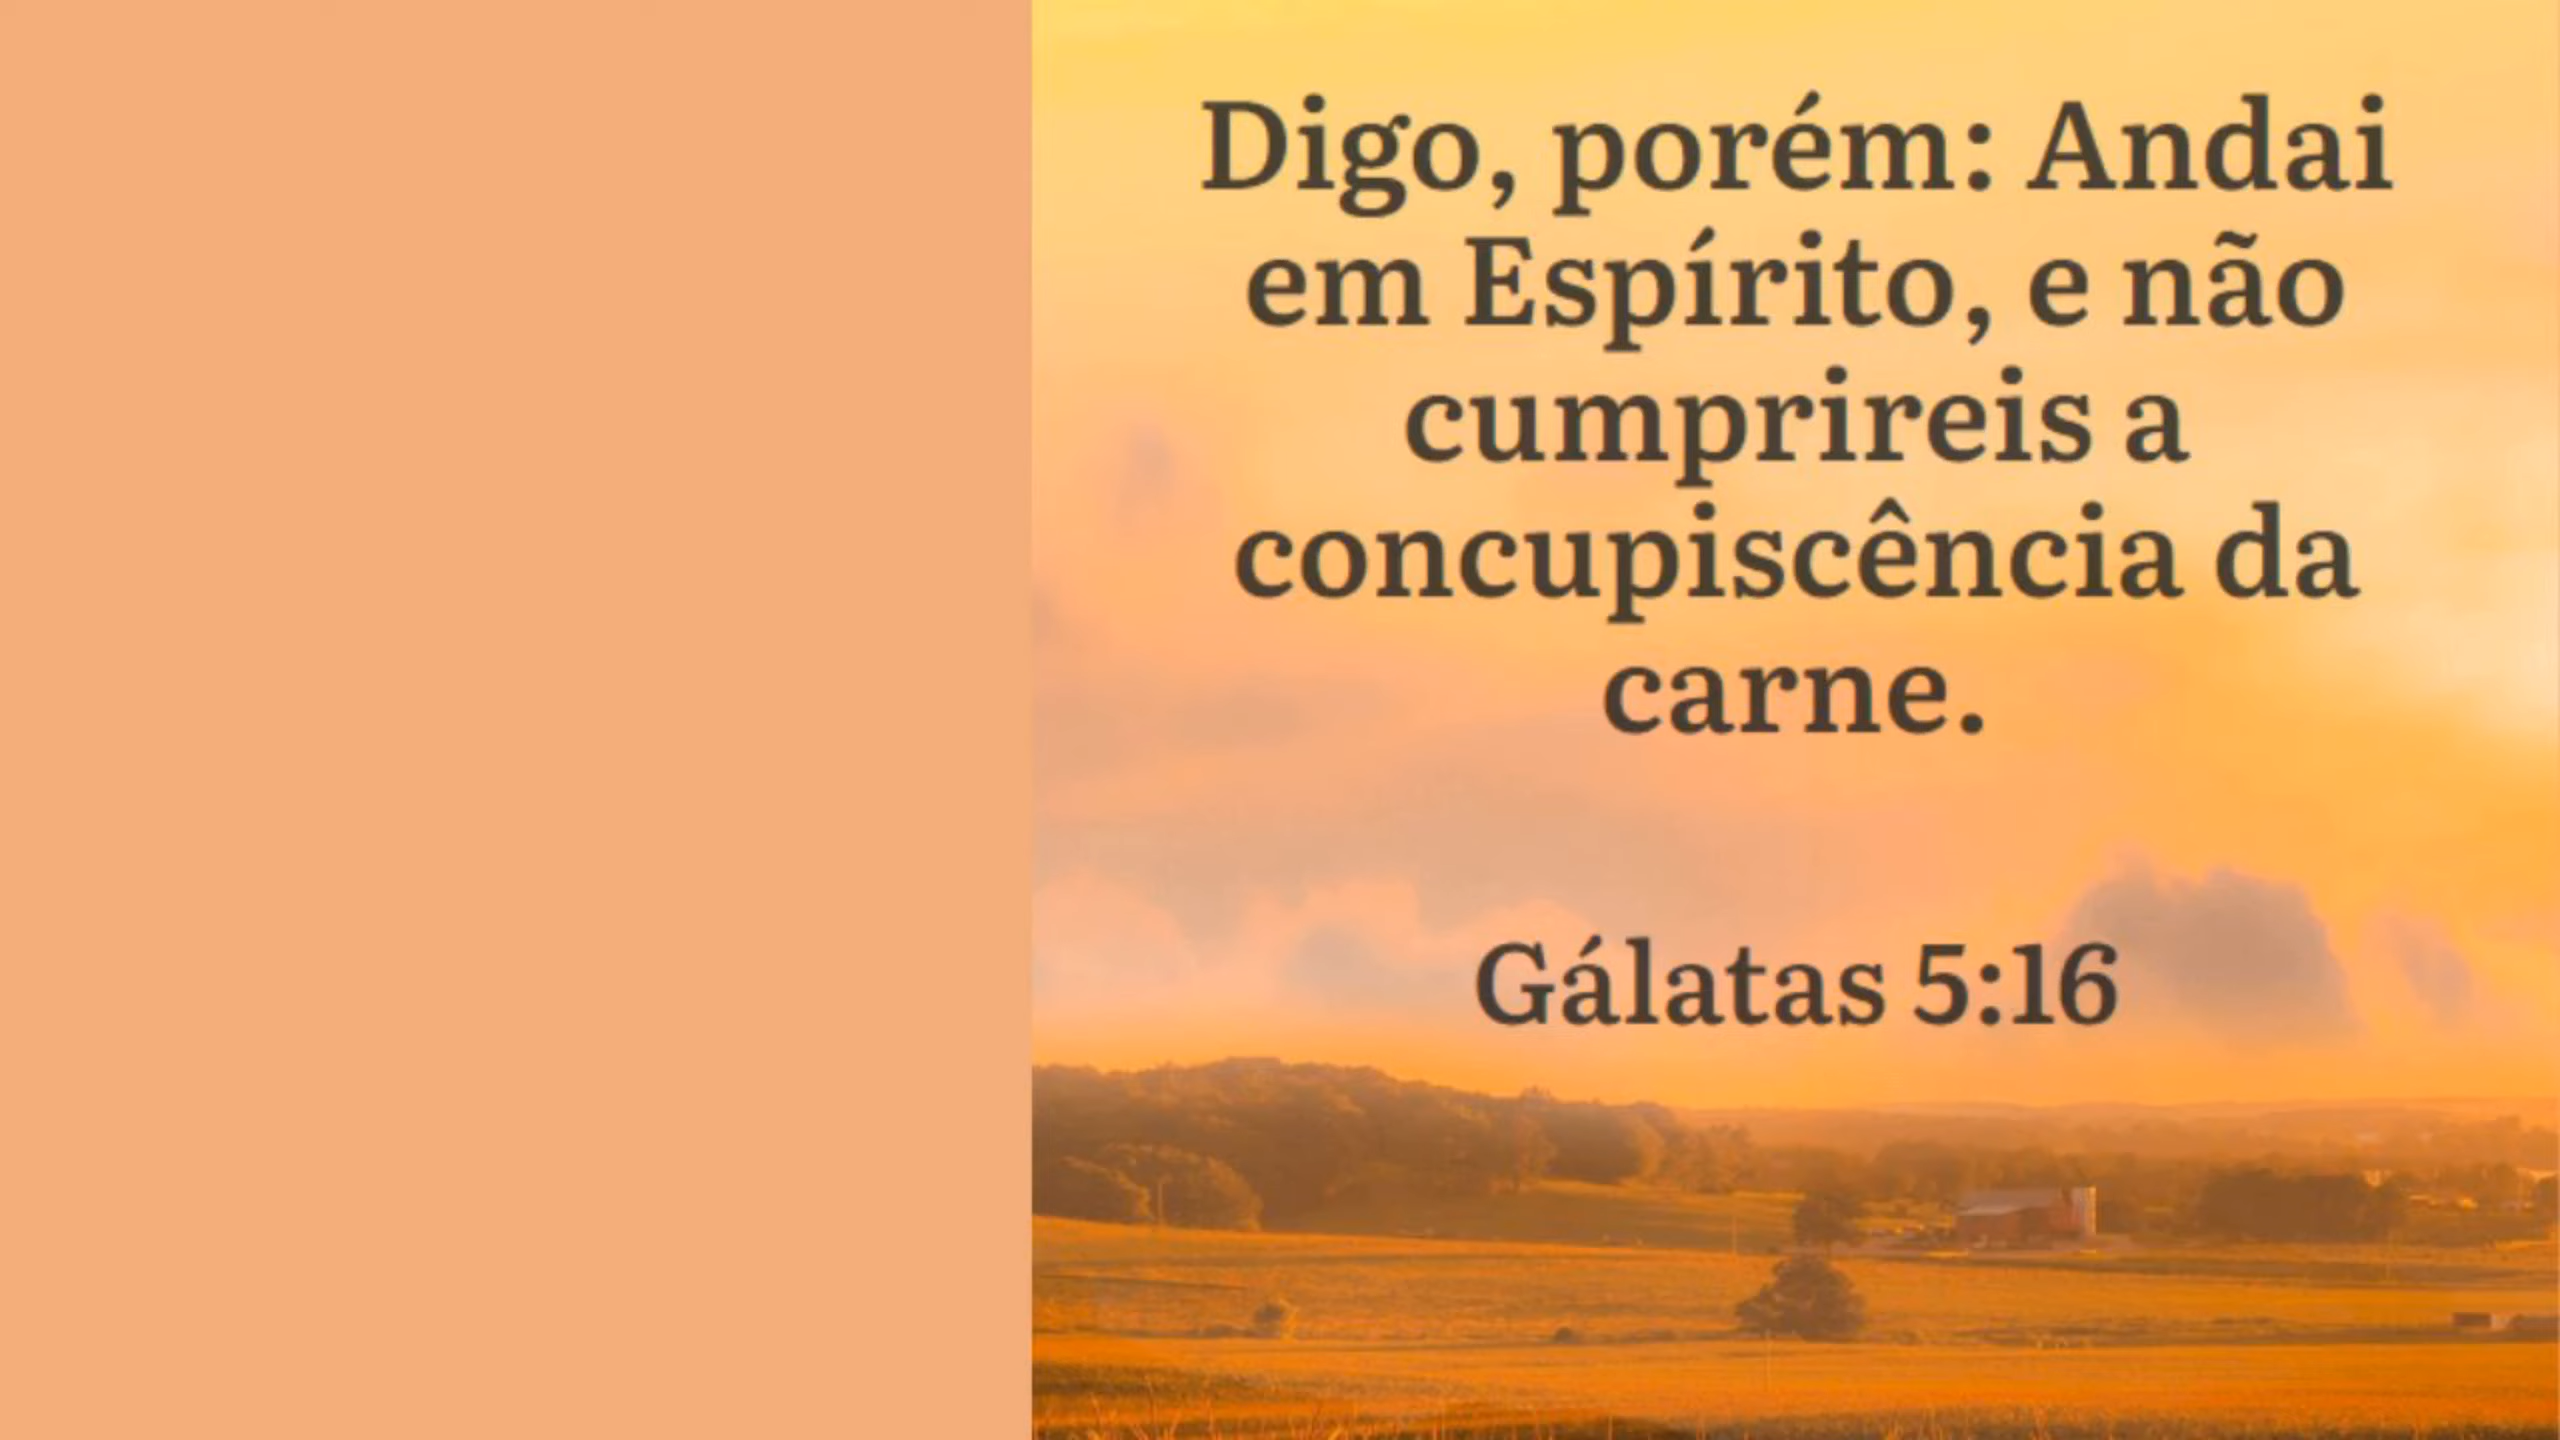 Digo, porém: Andai
em Espírito, e não
cumprireis a
concupiscência da
carne.
Gálatas 5:16